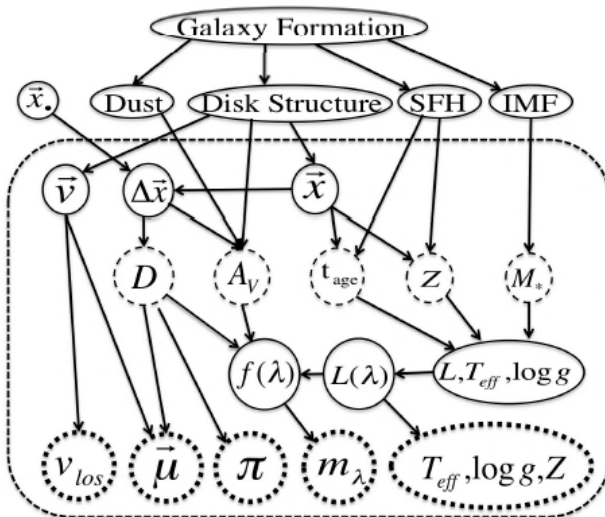 Galaxy Formation
x⃗. Dust Disk Structure SFH IMF
v⃗ Δx⃗ x⃗
D A_V t_age Z M_*
f(λ) L(λ) L,T_eff,log g
v_los μ⃗ π m_λ T_eff,log g,Z